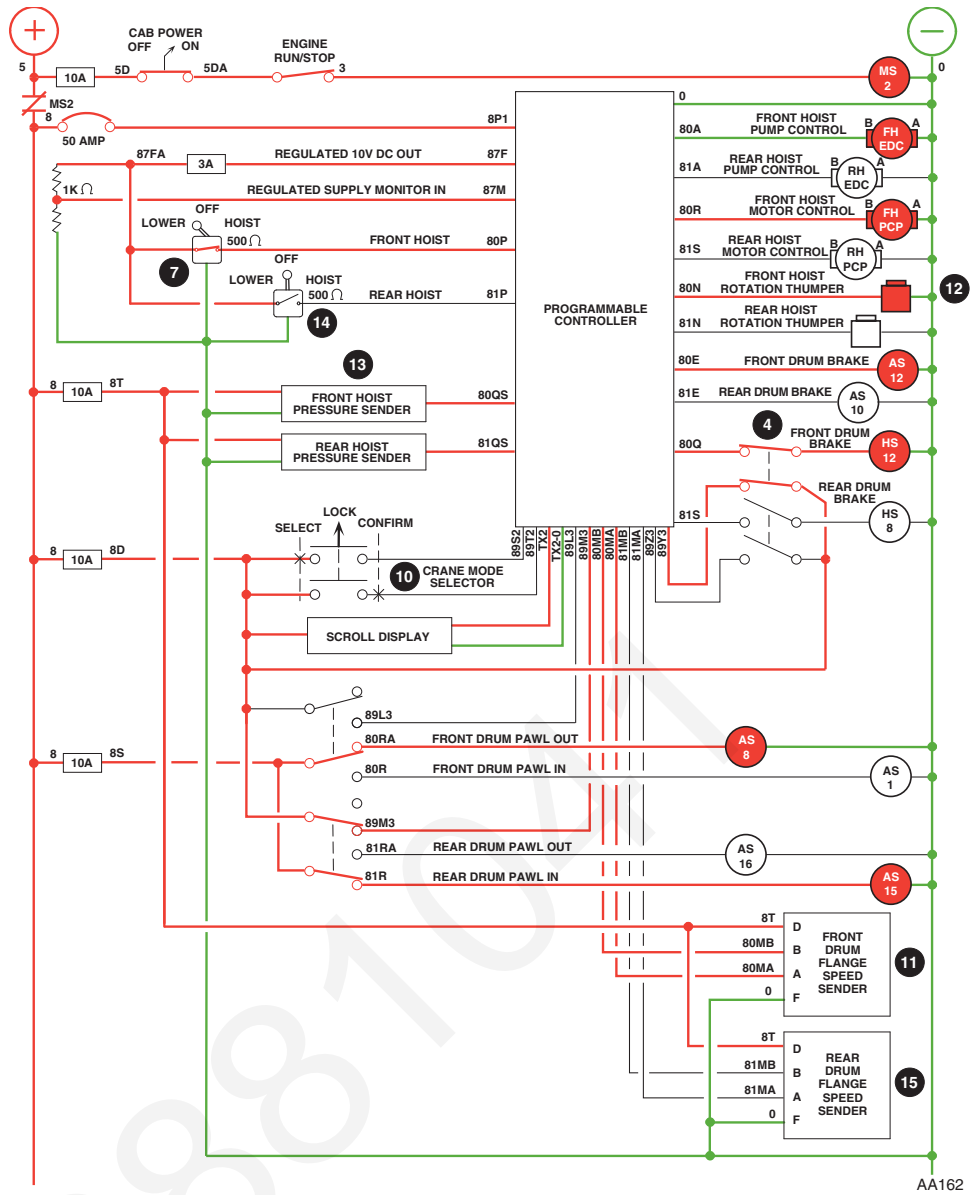 +
−
CAB POWER
OFF ON
ENGINE
RUN/STOP
5
10A
5D
5DA
3
MS
2
0
MS2
8
50 AMP
8P1
0
87FA
3A
REGULATED 10V DC OUT
87F
1K Ω
REGULATED SUPPLY MONITOR IN
87M
OFF
LOWER HOIST
500 Ω
FRONT HOIST
80P
7
OFF
LOWER HOIST
500 Ω
REAR HOIST
81P
14
PROGRAMMABLE
CONTROLLER
80A
FRONT HOIST
PUMP CONTROL
B
FH
EDC
A
81A
REAR HOIST
PUMP CONTROL
B
RH
EDC
A
80R
FRONT HOIST
MOTOR CONTROL
B
FH
PCP
A
81S
REAR HOIST
MOTOR CONTROL
B
RH
PCP
A
80N
FRONT HOIST
ROTATION THUMPER
12
81N
REAR HOIST
ROTATION THUMPER
13
8
10A
8T
FRONT HOIST
PRESSURE SENDER
80QS
REAR HOIST
PRESSURE SENDER
81QS
80E
FRONT DRUM BRAKE
AS
12
81E
REAR DRUM BRAKE
AS
10
4
80Q
FRONT DRUM
BRAKE
HS
12
REAR DRUM
BRAKE
81S
HS
8
89S2
89T2
TX2
TX2-0
89L3
89M3
80MB
80MA
81MB
81MA
89Z3
89Y3
LOCK
SELECT CONFIRM
8
10A
8D
10
CRANE MODE
SELECTOR
SCROLL DISPLAY
89L3
80RA
FRONT DRUM PAWL OUT
AS
8
8
10A
8S
80R
FRONT DRUM PAWL IN
AS
1
89M3
81RA
REAR DRUM PAWL OUT
AS
16
81R
REAR DRUM PAWL IN
AS
15
8T
D
80MB
B
80MA
A
0
F
FRONT
DRUM
FLANGE
SPEED
SENDER
11
8T
D
81MB
B
81MA
A
0
F
REAR
DRUM
FLANGE
SPEED
SENDER
15
AA162
881041